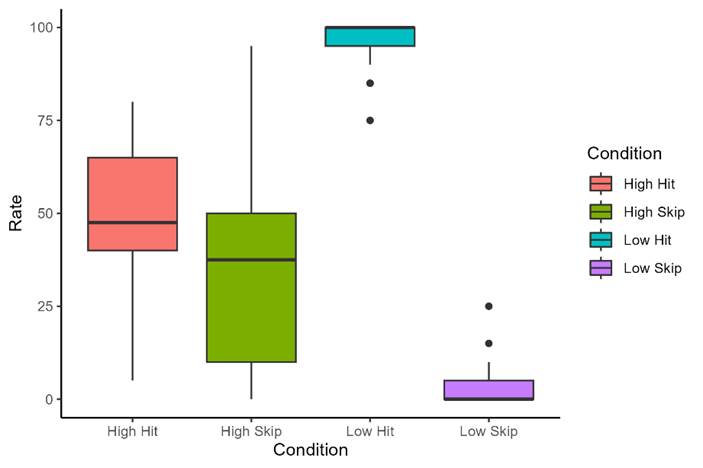 Rate
100
75
50
25
0
High Hit
High Skip
Low Hit
Low Skip
Condition
Condition
High Hit
High Skip
Low Hit
Low Skip